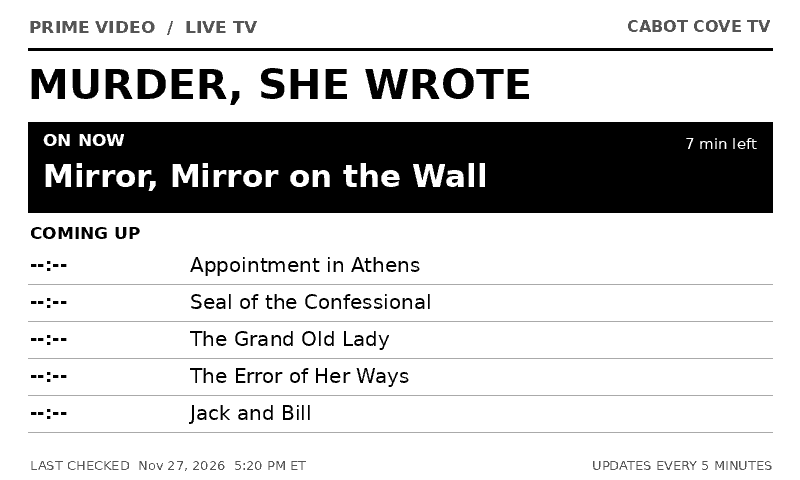 PRIME VIDEO / LIVE TV
CABOT COVE TV
MURDER, SHE WROTE
ON NOW
7 min left
Mirror, Mirror on the Wall
COMING UP
--:-- Appointment in Athens
--:-- Seal of the Confessional
--:-- The Grand Old Lady
--:-- The Error of Her Ways
--:-- Jack and Bill
LAST CHECKED Nov 27, 2026 5:20 PM ET
UPDATES EVERY 5 MINUTES